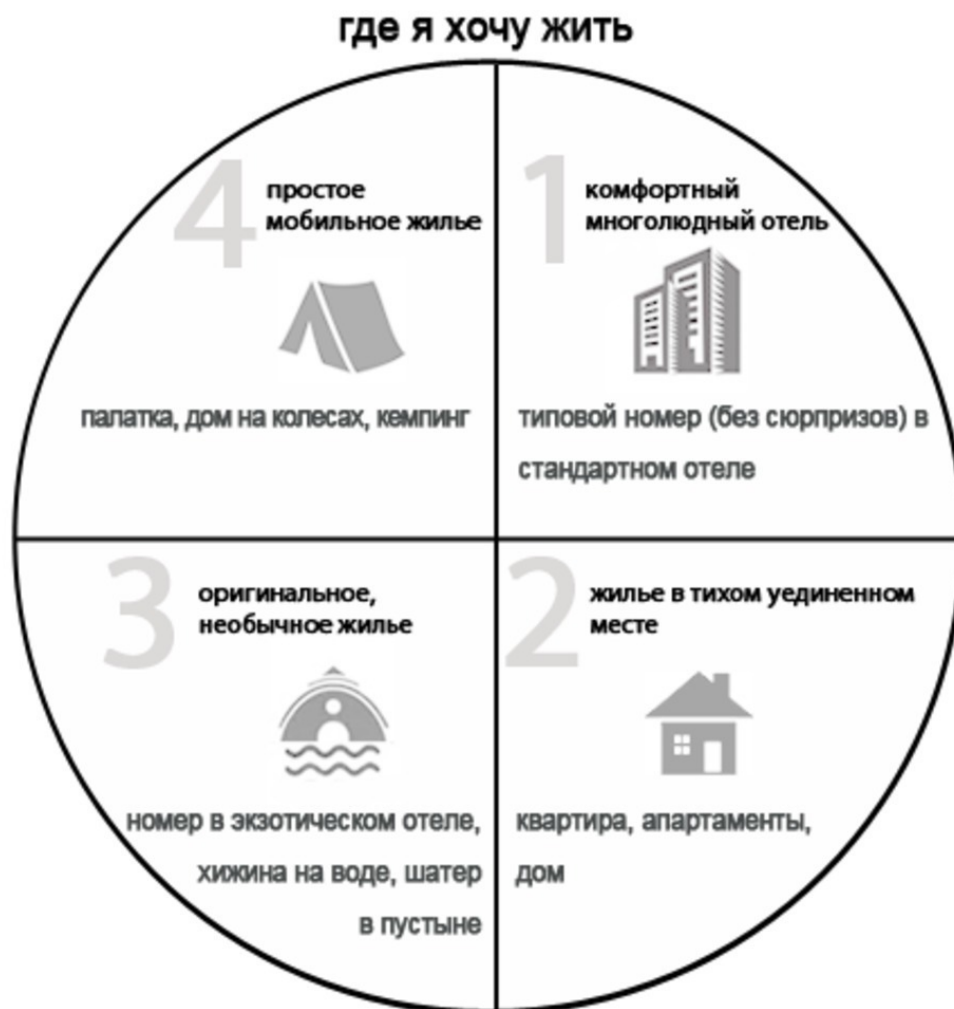 где я хочу жить
4
простое
мобильное жилье
палатка, дом на колесах, кемпинг
1
комфортный
многолюдный отель
типовой номер (без сюрпризов) в
стандартном отеле
3
оригинальное,
необычное жилье
номер в экзотическом отеле,
хижина на воде, шатер
в пустыне
2
жилье в тихом уединенном
месте
квартира, апартаменты,
дом